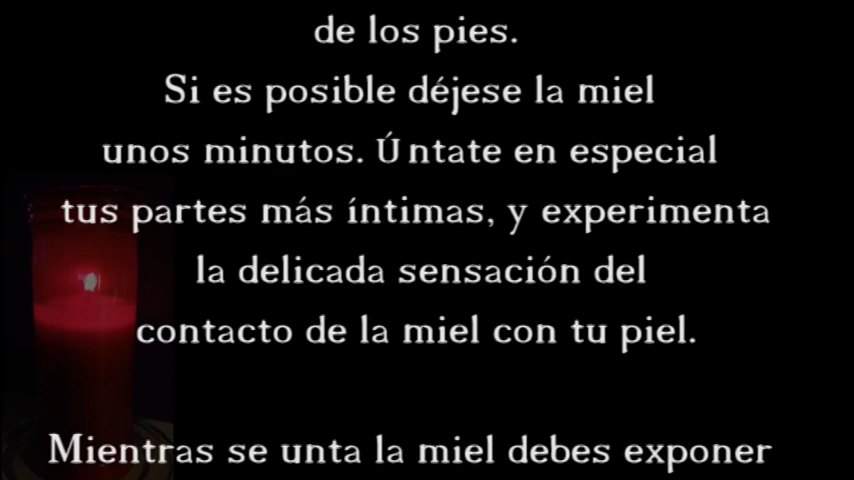 de los pies.
Si es posible déjese la miel
unos minutos. Úntate en especial
tus partes más íntimas, y experimenta
la delicada sensación del
contacto de la miel con tu piel.
Mientras se unta la miel debes exponer